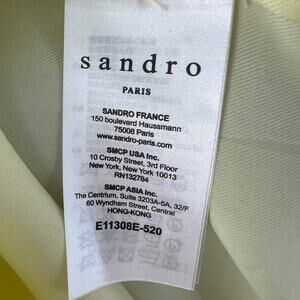 sandro
PARIS
SANDRO FRANCE
150 boulevard Haussmann
75008 Paris
www.sandro-paris.com
SMCP USA Inc.
10 Crosby Street, 3rd Floor
New York, New York 10013
RN132784
SMCP ASIA Inc.
The Centrium, Suite 3203A-5A, 32/F
60 Wyndham Street, Central
HONG-KONG
E11308E-520